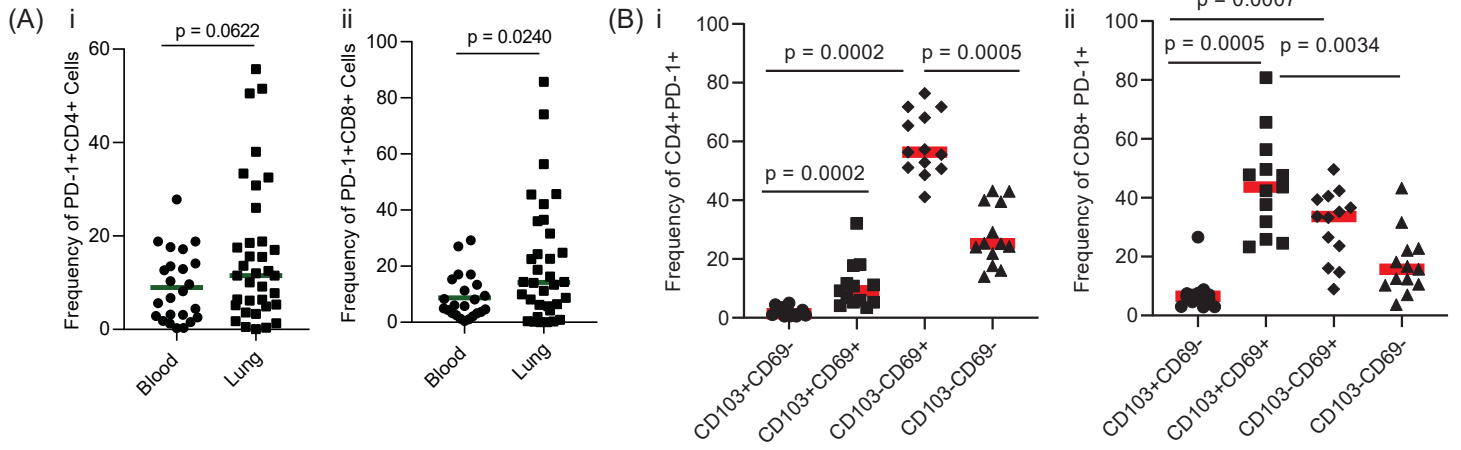 (A) i
p = 0.0622
Frequency of PD-1+CD4+ Cells
60
40
20
0
Blood
Lung
ii
p = 0.0240
Frequency of PD-1+CD8+ Cells
100
80
60
40
20
0
Blood
Lung
(B) i
p = 0.0002
p = 0.0005
p = 0.0002
Frequency of CD4+PD-1+
100
80
60
40
20
0
CD103+CD69-
CD103+CD69+
CD103-CD69+
CD103-CD69-
ii
p = 0.0005
p = 0.0034
Frequency of CD8+ PD-1+
100
80
60
40
20
0
CD103+CD69-
CD103+CD69+
CD103-CD69+
CD103-CD69-